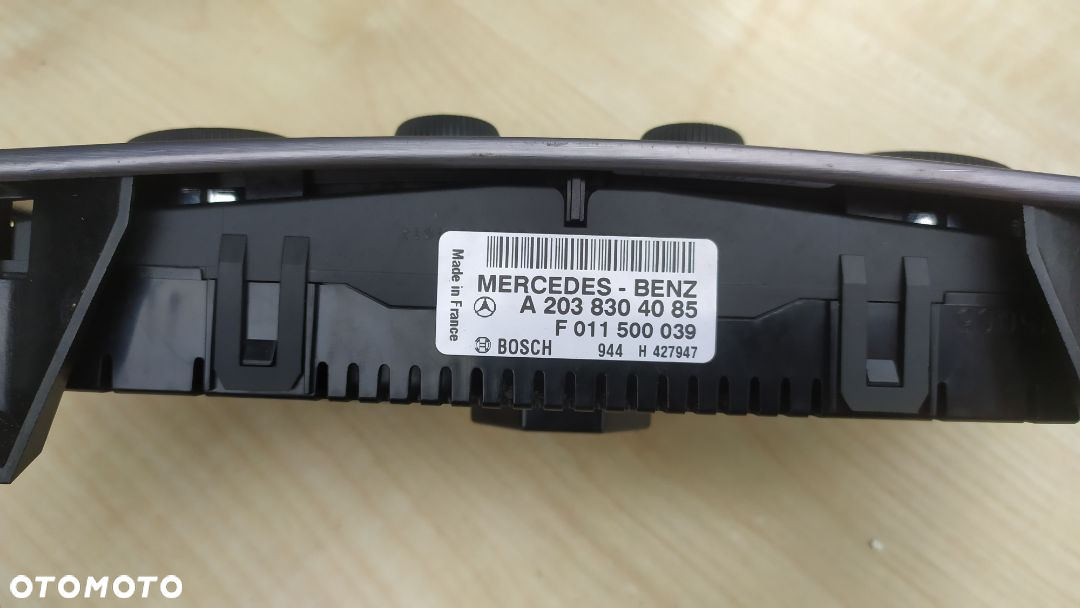 Made in France
MERCEDES - BENZ
A 203 830 40 85
F 011 500 039
BOSCH 944 H 427947
OTOMOTO